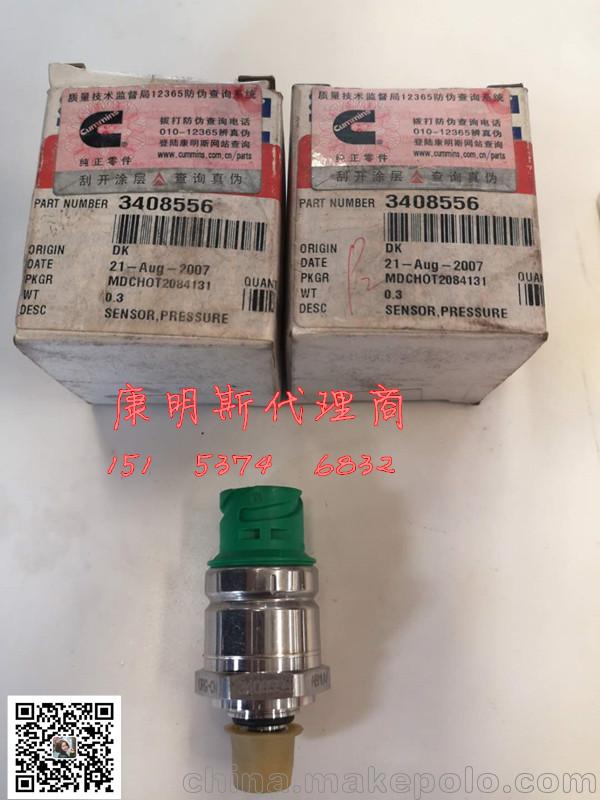 质量技术监督局12365防伪查询系统
Cummins
拨打防伪查询电话
010-12365辨真伪
登陆康明斯网站查询
www.cummins.com.cn/parts
纯正零件
刮开涂层 查询真伪
PART NUMBER 3408556
ORIGIN DK
DATE 21-Aug-2007
PKGR MDCHOT2084131
QUANT
WT 0.3
DESC SENSOR,PRESSURE
质量技术监督局12365防伪查询系统
Cummins
拨打防伪查询电话
010-12365辨真伪
登陆康明斯网站查询
www.cummins.com.cn/parts
纯正零件
刮开涂层 查询真伪
PART NUMBER 3408556
ORIGIN DK
DATE 21-Aug-2007
PKGR MDCHOT2084131
QUANT
WT 0.3
DESC SENSOR,PRESSURE
P2
康明斯代理商
151 5374 6832
china.makepolo.com